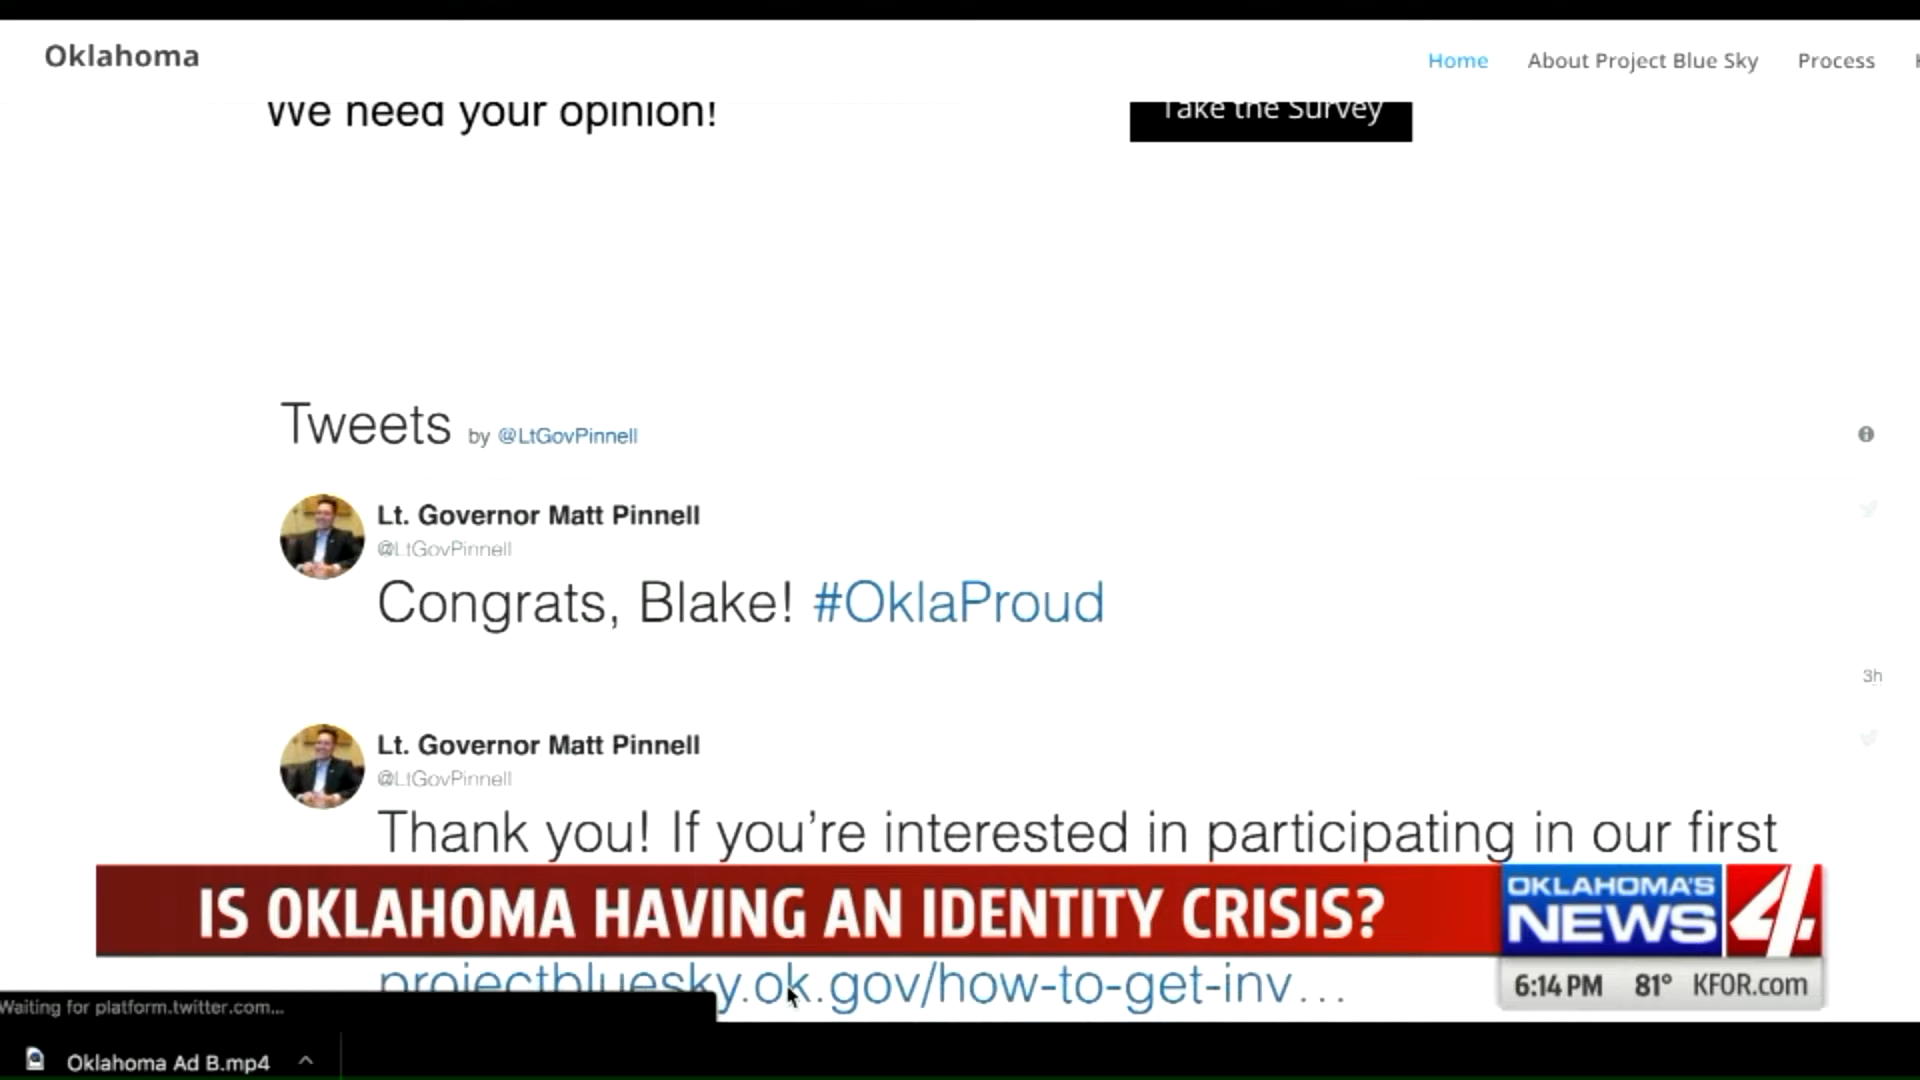 Oklahoma
Home About Project Blue Sky Process
We need your opinion!
Take the Survey
Tweets by @LtGovPinnell
Lt. Governor Matt Pinnell
@LtGovPinnell
Congrats, Blake! #OklaProud
3h
Lt. Governor Matt Pinnell
@LtGovPinnell
Thank you! If you’re interested in participating in our first
IS OKLAHOMA HAVING AN IDENTITY CRISIS?
OKLAHOMA'S
NEWS 4
projectbluesky.ok.gov/how-to-get-inv…
6:14 PM 81° KFOR.com
Waiting for platform.twitter.com...
Oklahoma Ad B.mp4